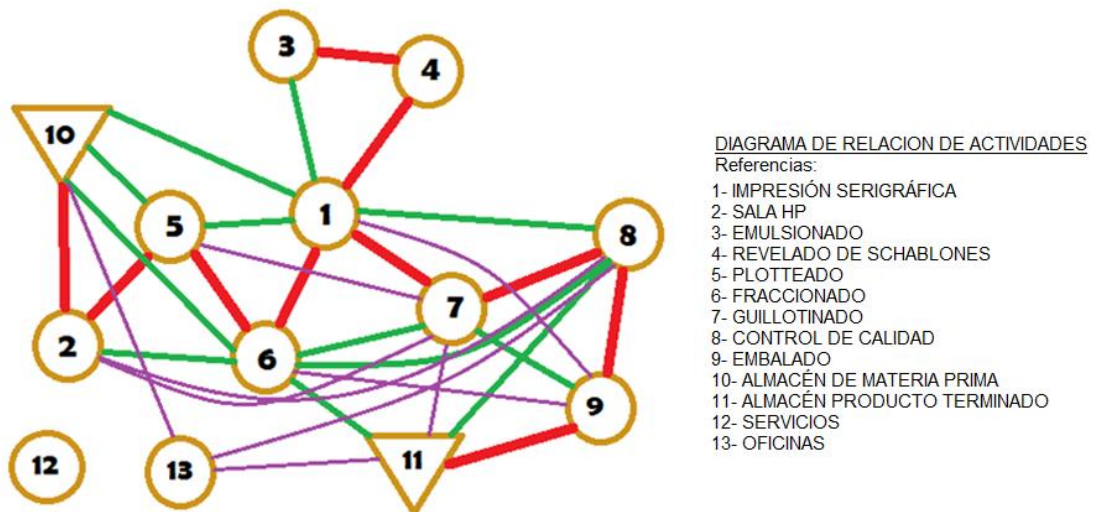 3
4
10
1
5
8
7
2
6
9
12
13
11
DIAGRAMA DE RELACION DE ACTIVIDADES
Referencias:
1- IMPRESIÓN SERIGRÁFICA
2- SALA HP
3- EMULSIONADO
4- REVELADO DE SCHABLONES
5- PLOTTEADO
6- FRACCIONADO
7- GUILLOTINADO
8- CONTROL DE CALIDAD
9- EMBALADO
10- ALMACÉN DE MATERIA PRIMA
11- ALMACÉN PRODUCTO TERMINADO
12- SERVICIOS
13- OFICINAS